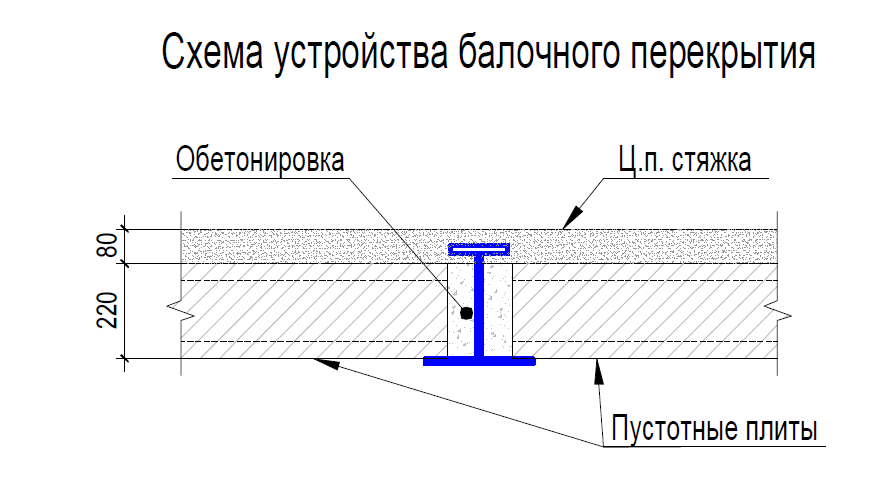 Схема устройства балочного перекрытия
Обетонировка
Ц.п. стяжка
80
220
Пустотные плиты